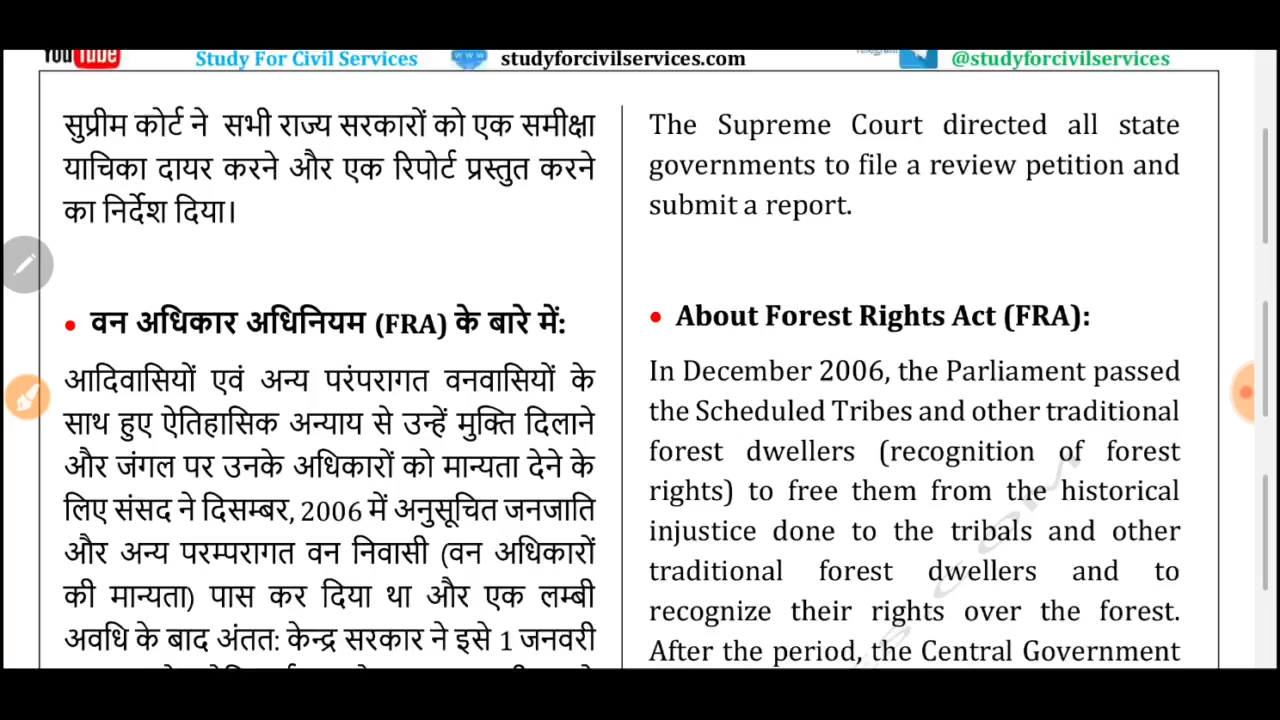 YouTube Study For Civil Services studyforcivilservices.com @studyforcivilservices
सुप्रीम कोर्ट ने सभी राज्य सरकारों को एक समीक्षा
याचिका दायर करने और एक रिपोर्ट प्रस्तुत करने
का निर्देश दिया।
• वन अधिकार अधिनियम (FRA) के बारे में:
आदिवासियों एवं अन्य परंपरागत वनवासियों के
साथ हुए ऐतिहासिक अन्याय से उन्हें मुक्ति दिलाने
और जंगल पर उनके अधिकारों को मान्यता देने के
लिए संसद ने दिसम्बर, 2006 में अनुसूचित जनजाति
और अन्य परम्परागत वन निवासी (वन अधिकारों
की मान्यता) पास कर दिया था और एक लम्बी
अवधि के बाद अंतत: केन्द्र सरकार ने इसे 1 जनवरी
The Supreme Court directed all state
governments to file a review petition and
submit a report.
• About Forest Rights Act (FRA):
In December 2006, the Parliament passed
the Scheduled Tribes and other traditional
forest dwellers (recognition of forest
rights) to free them from the historical
injustice done to the tribals and other
traditional forest dwellers and to
recognize their rights over the forest.
After the period, the Central Government